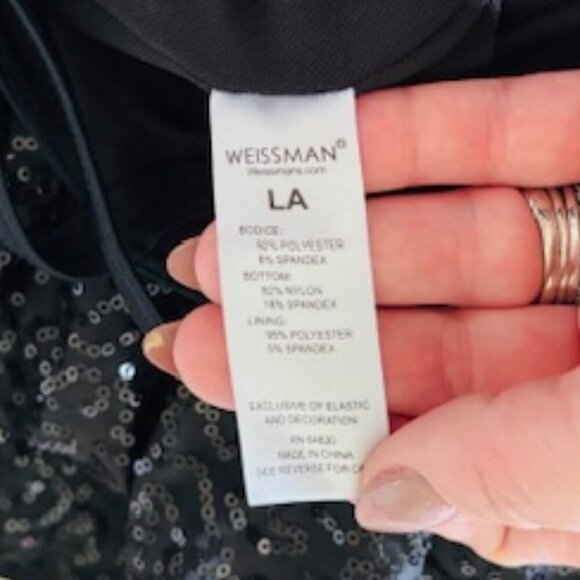 WEISSMAN®
Weissmans.com
LA
BODICE:
92% POLYESTER
8% SPANDEX
BOTTOM:
82% NYLON
18% SPANDEX
LINING:
95% POLYESTER
5% SPANDEX
EXCLUSIVE OF ELASTIC
AND DECORATION
RN 64830
MADE IN CHINA
SEE REVERSE FOR